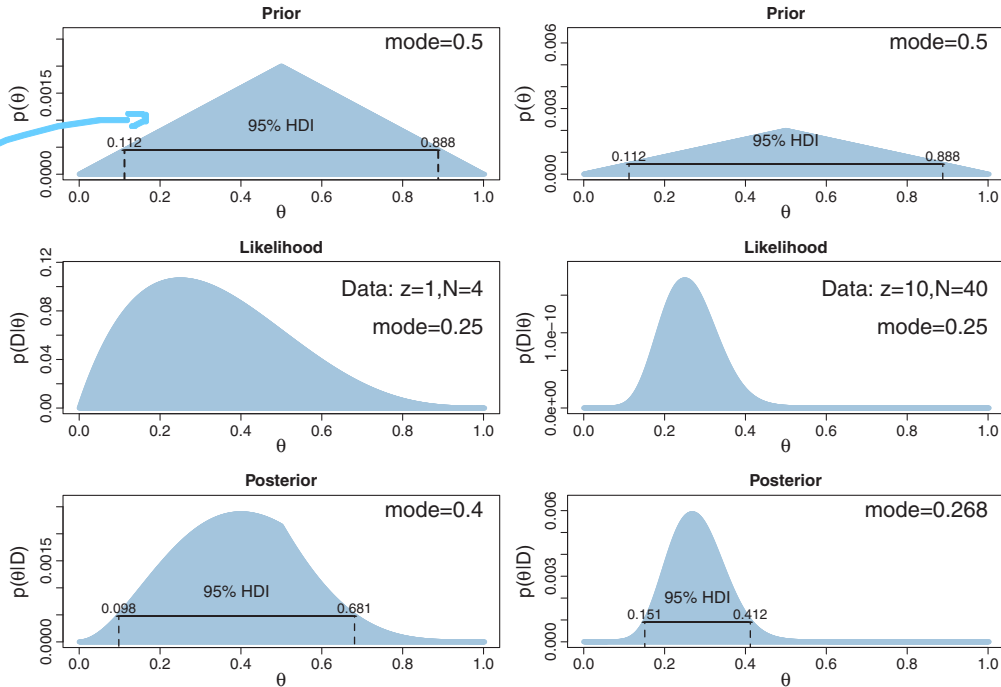 Prior
mode=0.5
p(θ)
0.0000 0.0015
95% HDI
0.112 0.888
0.0 0.2 0.4 0.6 0.8 1.0
θ
Prior
mode=0.5
p(θ)
0.000 0.003 0.006
95% HDI
0.112 0.888
0.0 0.2 0.4 0.6 0.8 1.0
θ
Likelihood
Data: z=1,N=4
mode=0.25
p(D|θ)
0.00 0.04 0.08 0.12
0.0 0.2 0.4 0.6 0.8 1.0
θ
Likelihood
Data: z=10,N=40
mode=0.25
p(D|θ)
0.0e+00 1.0e−10
0.0 0.2 0.4 0.6 0.8 1.0
θ
Posterior
mode=0.4
p(θ|D)
0.0000 0.0015
95% HDI
0.098 0.681
0.0 0.2 0.4 0.6 0.8 1.0
θ
Posterior
mode=0.268
p(θ|D)
0.000 0.003 0.006
95% HDI
0.151 0.412
0.0 0.2 0.4 0.6 0.8 1.0
θ